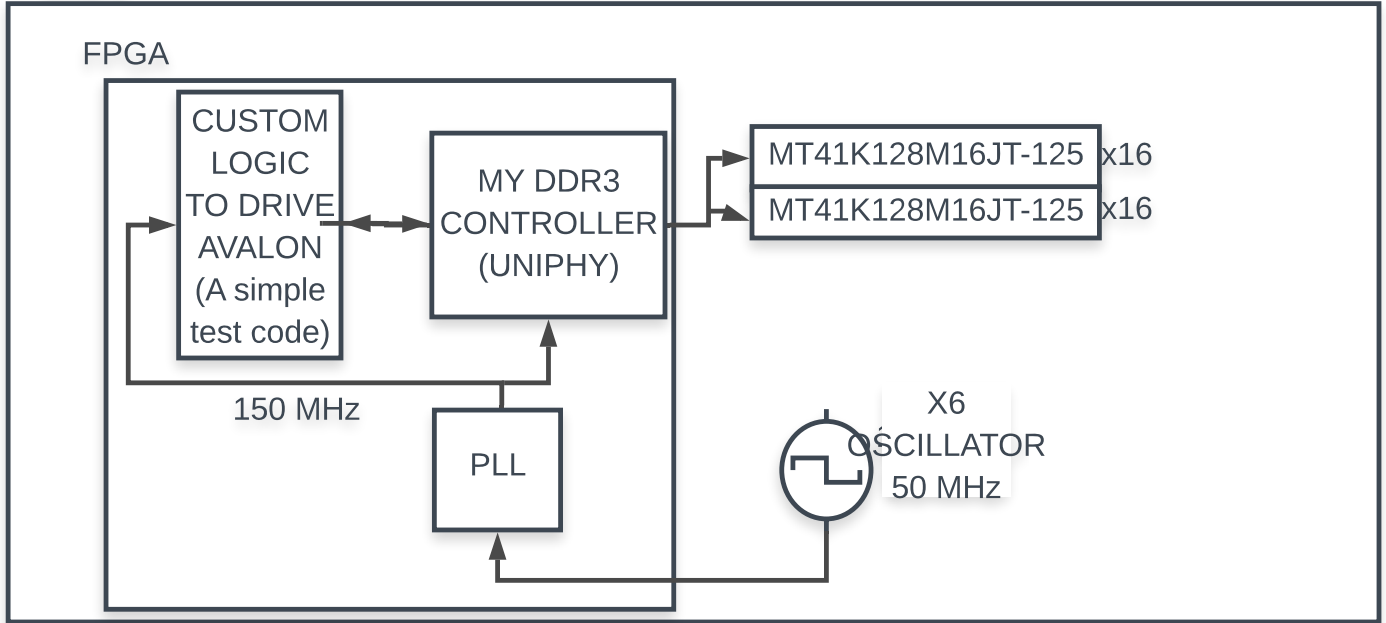 FPGA
CUSTOM
LOGIC
TO DRIVE
AVALON
(A simple
test code)
MY DDR3
CONTROLLER
(UNIPHY)
MT41K128M16JT-125 x16
MT41K128M16JT-125 x16
150 MHz
PLL
X6
OSCILLATOR
50 MHz